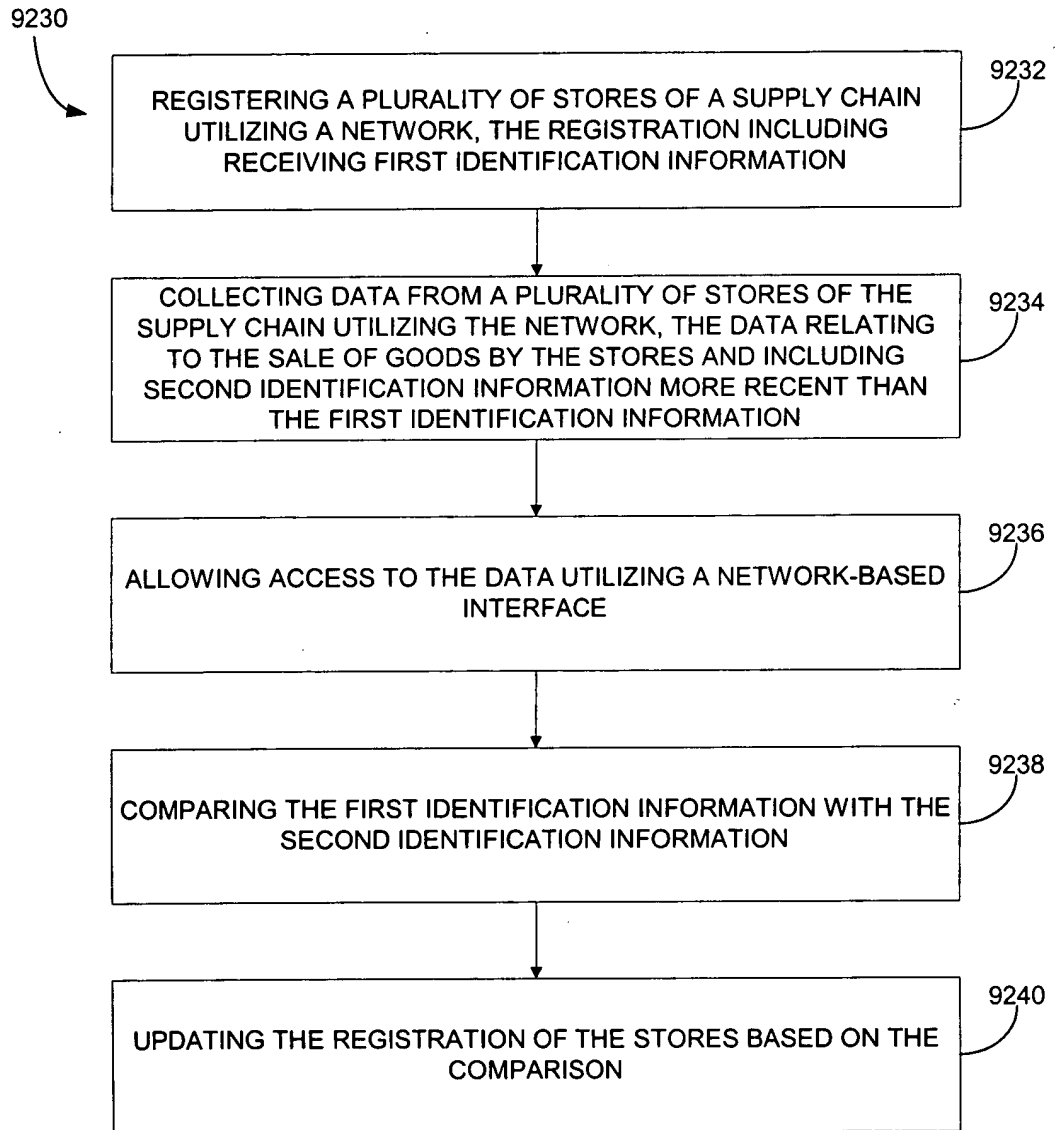 9230
9232
REGISTERING A PLURALITY OF STORES OF A SUPPLY CHAIN
UTILIZING A NETWORK, THE REGISTRATION INCLUDING
RECEIVING FIRST IDENTIFICATION INFORMATION
9234
COLLECTING DATA FROM A PLURALITY OF STORES OF THE
SUPPLY CHAIN UTILIZING THE NETWORK, THE DATA RELATING
TO THE SALE OF GOODS BY THE STORES AND INCLUDING
SECOND IDENTIFICATION INFORMATION MORE RECENT THAN
THE FIRST IDENTIFICATION INFORMATION
9236
ALLOWING ACCESS TO THE DATA UTILIZING A NETWORK-BASED
INTERFACE
9238
COMPARING THE FIRST IDENTIFICATION INFORMATION WITH THE
SECOND IDENTIFICATION INFORMATION
9240
UPDATING THE REGISTRATION OF THE STORES BASED ON THE
COMPARISON